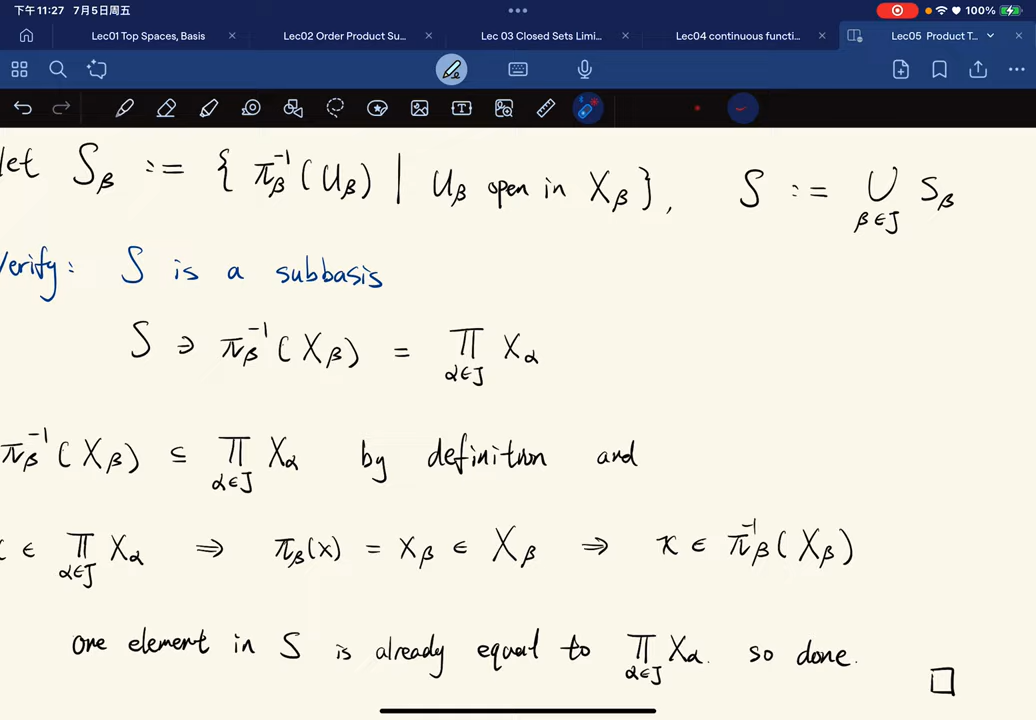 下午11:27 7月5日周五
100%
Lec01 Top Spaces, Basis
Lec02 Order Product Su...
Lec 03 Closed Sets Limi...
Lec04 continuous functi...
Lec05 Product T...
let S_β := { π_β^{-1}(U_β) | U_β open in X_β }, S := ⋃_{β∈J} S_β
Verify: S is a subbasis
S ∋ π_β^{-1}(X_β) = ∏_{α∈J} X_α
π_β^{-1}(X_β) ⊆ ∏_{α∈J} X_α by definition and
∈ ∏_{α∈J} X_α ⇒ π_β(x) = x_β ∈ X_β ⇒ x ∈ π_β^{-1}(X_β)
One element in S is already equal to ∏_{α∈J} X_α. so done. □